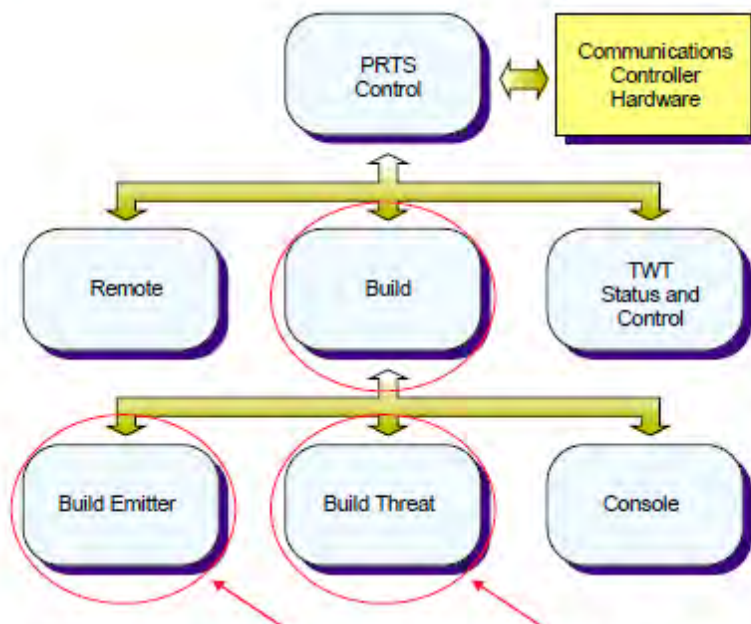 PRTS
Control
Communications
Controller
Hardware
Remote
Build
TWT
Status and
Control
Build Emitter
Build Threat
Console